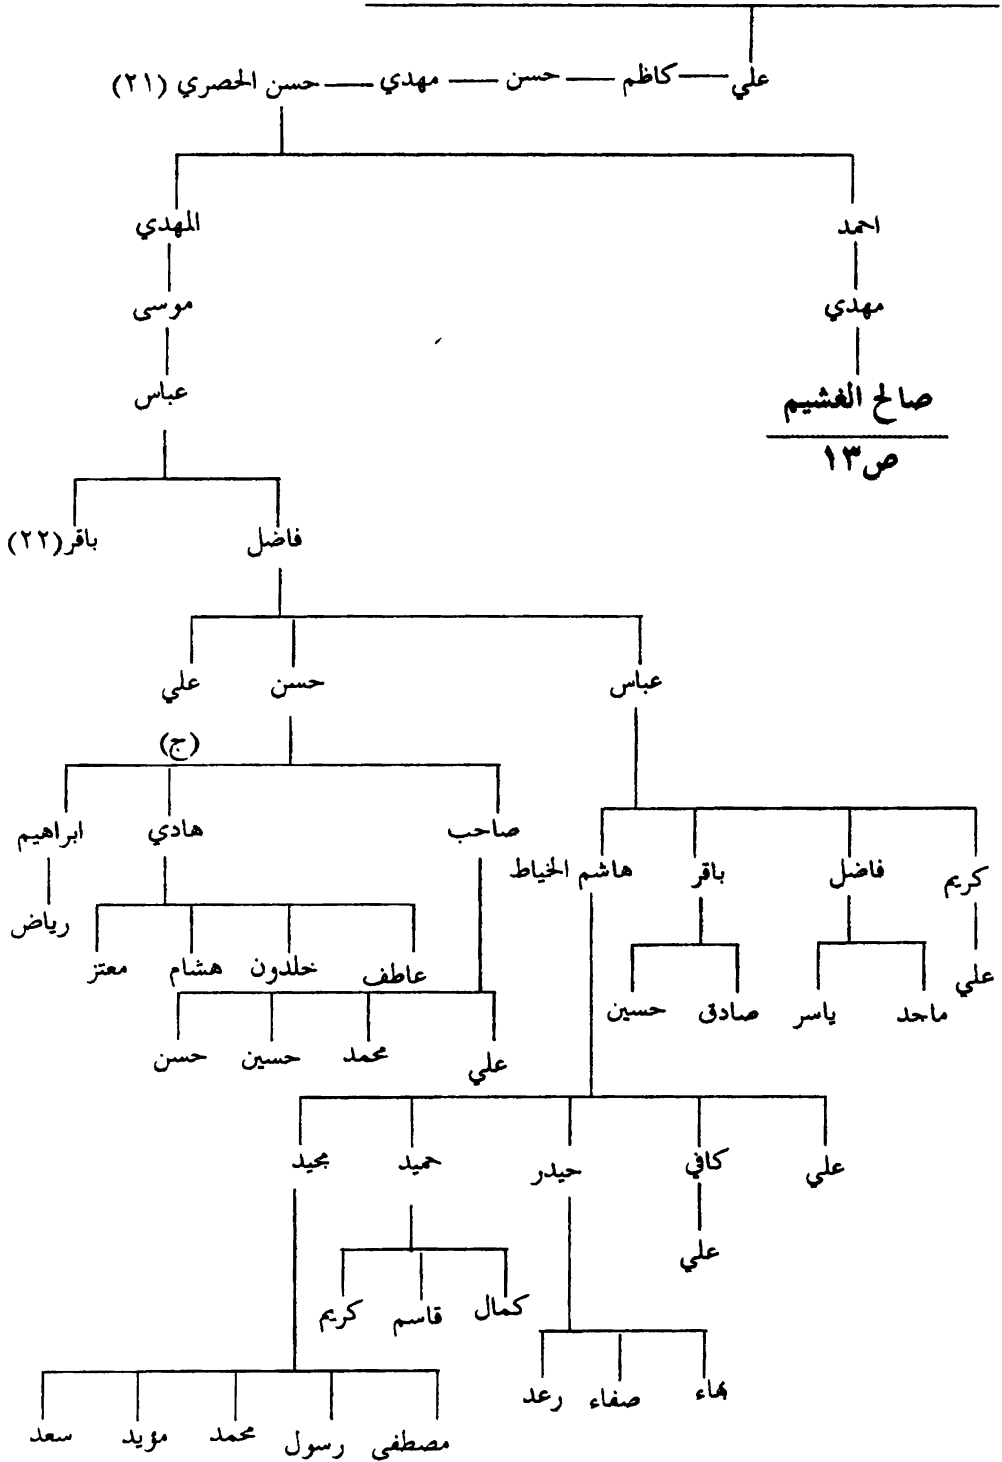 علي — كاظم — حسن — مهدي — حسن الحصري (٢١)
احمد المهدي
مهدي موسى
صالح الغشيم عباس
ص١٣
فاضل باقر (٢٢)
عباس حسن علي
(ج)
صاحب هادي ابراهيم
كريم فاضل باقر هاشم الخياط
رياض
عاطف خلدون هشام معتز
علي
ماجد ياسر صادق حسين
علي محمد حسين حسن
علي كافي حيدر حميد مجيد
علي
كمال قاسم كريم
بهاء صفاء رعد
مصطفى رسول محمد مؤيد سعد